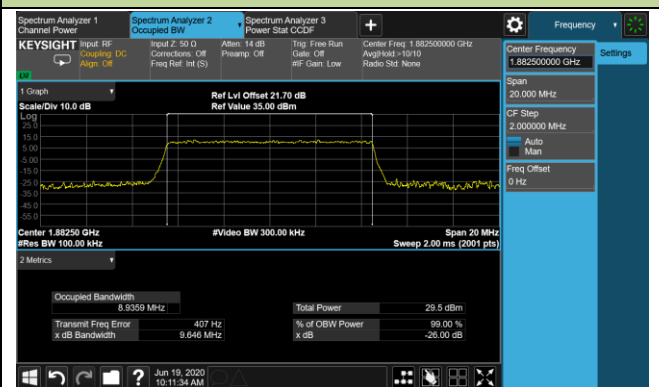 Spectrum Analyzer 1
Channel Power
Spectrum Analyzer 2
Occupied BW
Spectrum Analyzer 3
Power Stat CCDF
+
Frequency
KEYSIGHT
Input: RF
Coupling: DC
Align: Off
Input Z: 50 Ω
Corrections: Off
Freq Ref: Int (S)
Atten: 14 dB
Preamp: Off
Trig: Free Run
Gate: Off
#IF Gain: Low
Center Freq: 1.882500000 GHz
Avg|Hold:>10/10
Radio Std: None
Center Frequency
1.882500000 GHz
Settings
Span
20.000 MHz
CF Step
2.000000 MHz
Auto
Man
Freq Offset
0 Hz
LXI
1 Graph
Scale/Div 10.0 dB
Ref Lvl Offset 21.70 dB
Ref Value 35.00 dBm
Log
25.0
15.0
5.00
-5.00
-15.0
-25.0
-35.0
-45.0
-55.0
Center 1.88250 GHz
#Video BW 300.00 kHz
Span 20 MHz
#Res BW 100.00 kHz
Sweep 2.00 ms (2001 pts)
2 Metrics
Occupied Bandwidth
8.9359 MHz
Total Power
29.5 dBm
Transmit Freq Error
407 Hz
% of OBW Power
99.00 %
x dB Bandwidth
9.646 MHz
x dB
-26.00 dB
?
Jun 19, 2020
10:11:34 AM